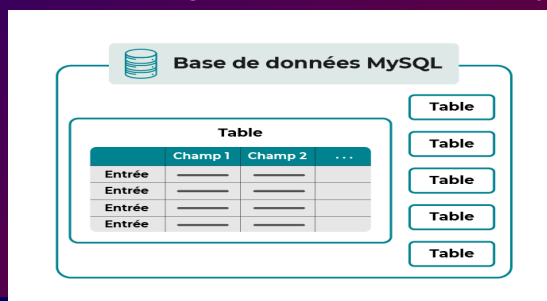 Base de données MySQL
Table
Champ 1 Champ 2 ...
Entrée
Entrée
Entrée
Entrée
Table
Table
Table
Table
Table